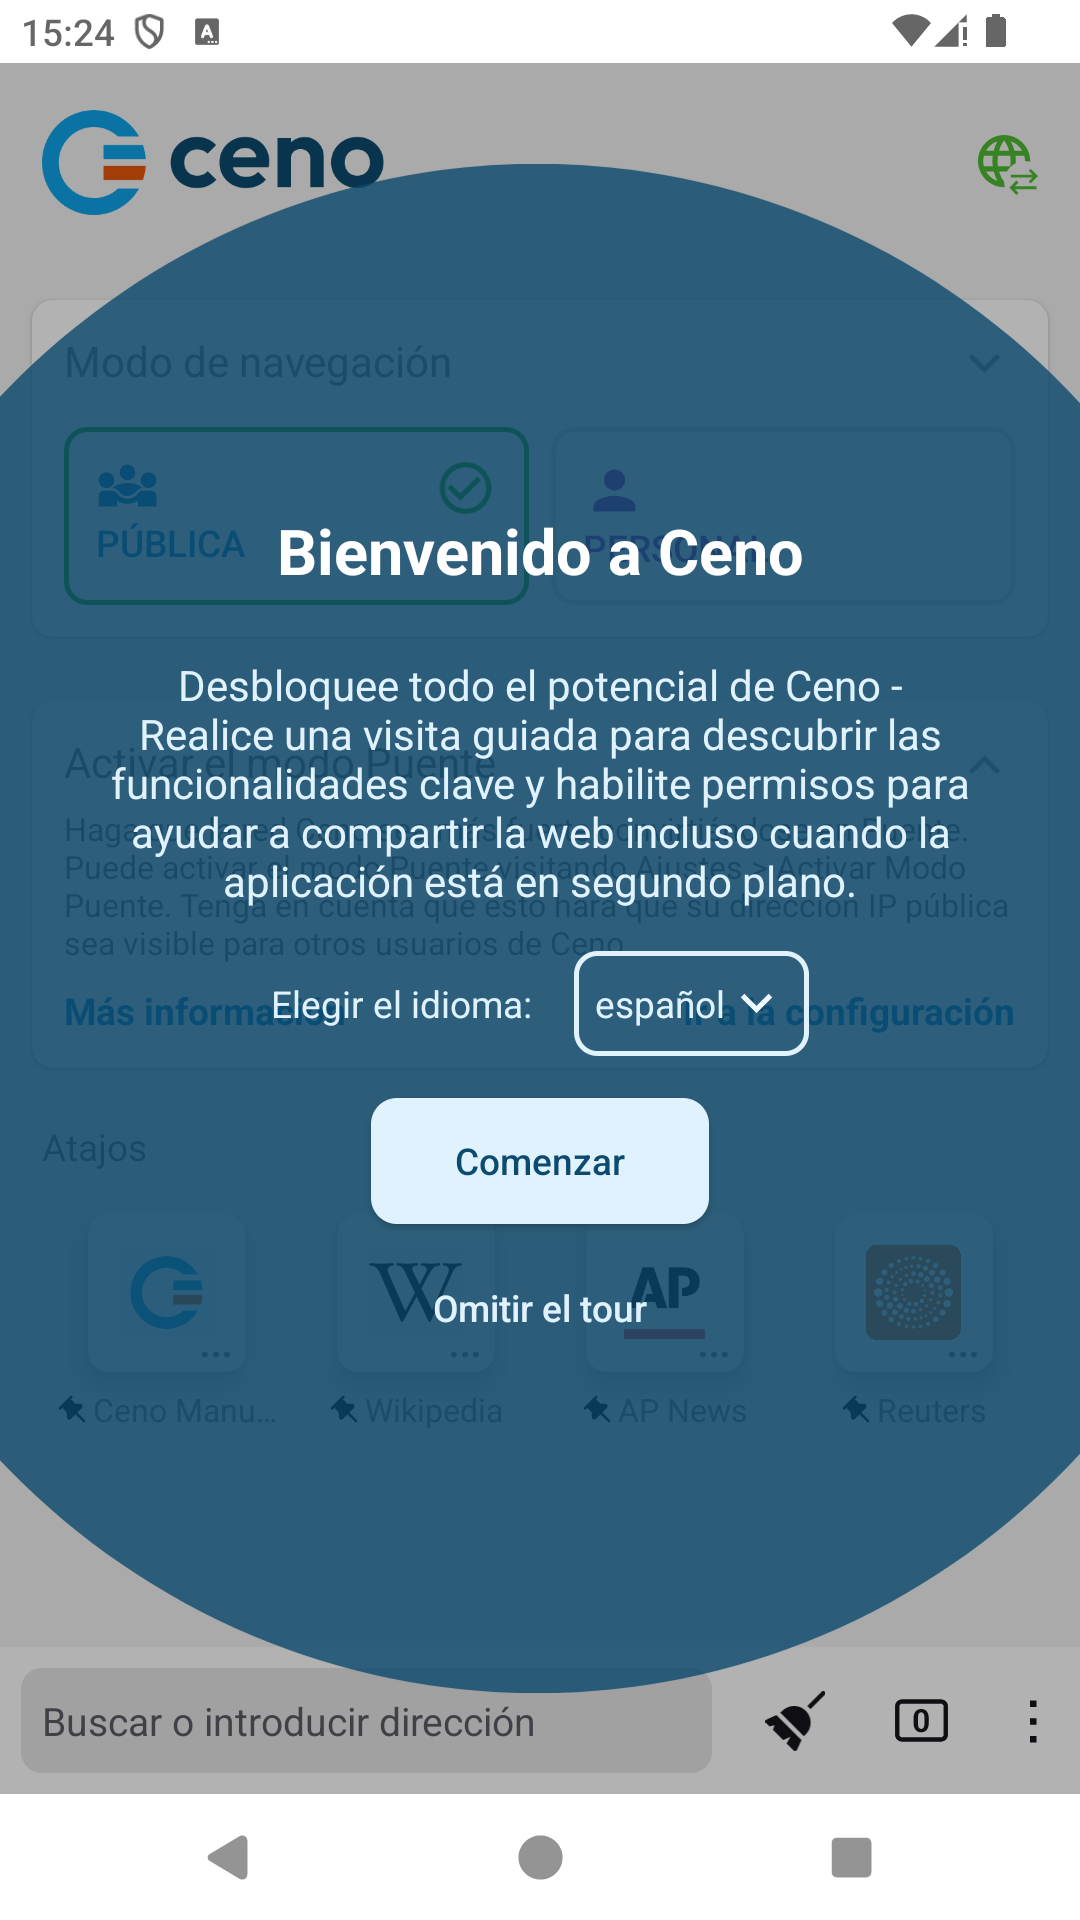 15:24
ceno
Modo de navegación
PÚBLICA
PERSONAL
Bienvenido a Ceno
Desbloquee todo el potencial de Ceno -
Realice una visita guiada para descubrir las
funcionalidades clave y habilite permisos para
ayudar a compartir la web incluso cuando la
aplicación está en segundo plano.
Activar el modo Puente
Puede activar el modo Puente visitando Ajustes > Activar Modo
Puente. Tenga en cuenta que esto hará que su dirección IP pública
sea visible para otros usuarios de Ceno.
Elegir el idioma:
español
Más información
Ir a la configuración
Comenzar
Atajos
Omitir el tour
W
AP
Ceno Manu...
Wikipedia
AP News
Reuters
Buscar o introducir dirección
0